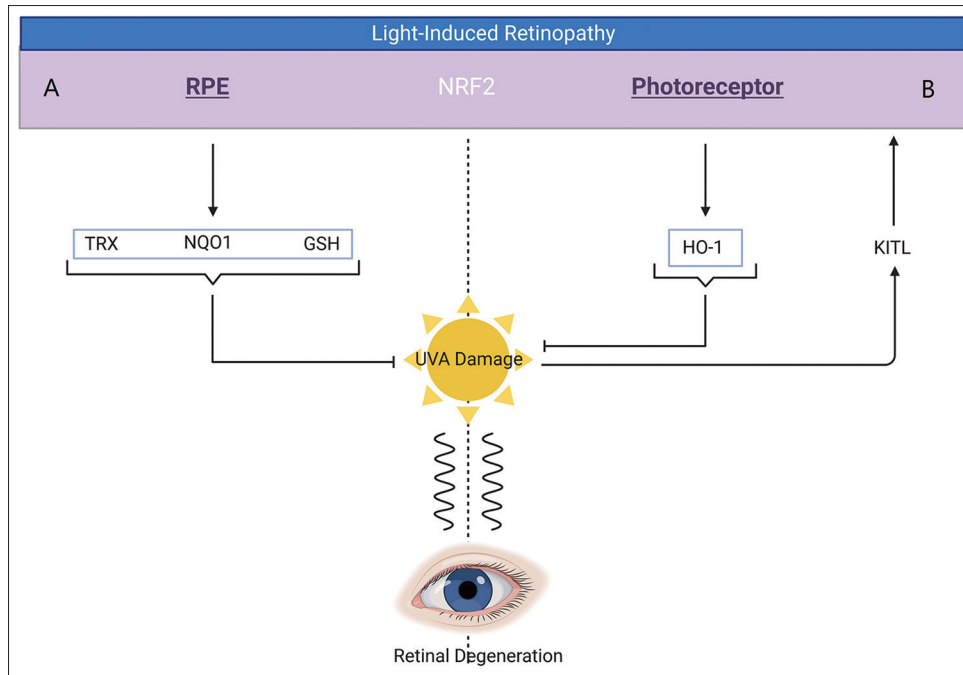 Light-Induced Retinopathy
A RPE NRF2 Photoreceptor B
TRX NQO1 GSH HO-1 KITL
UVA Damage
Retinal Degeneration